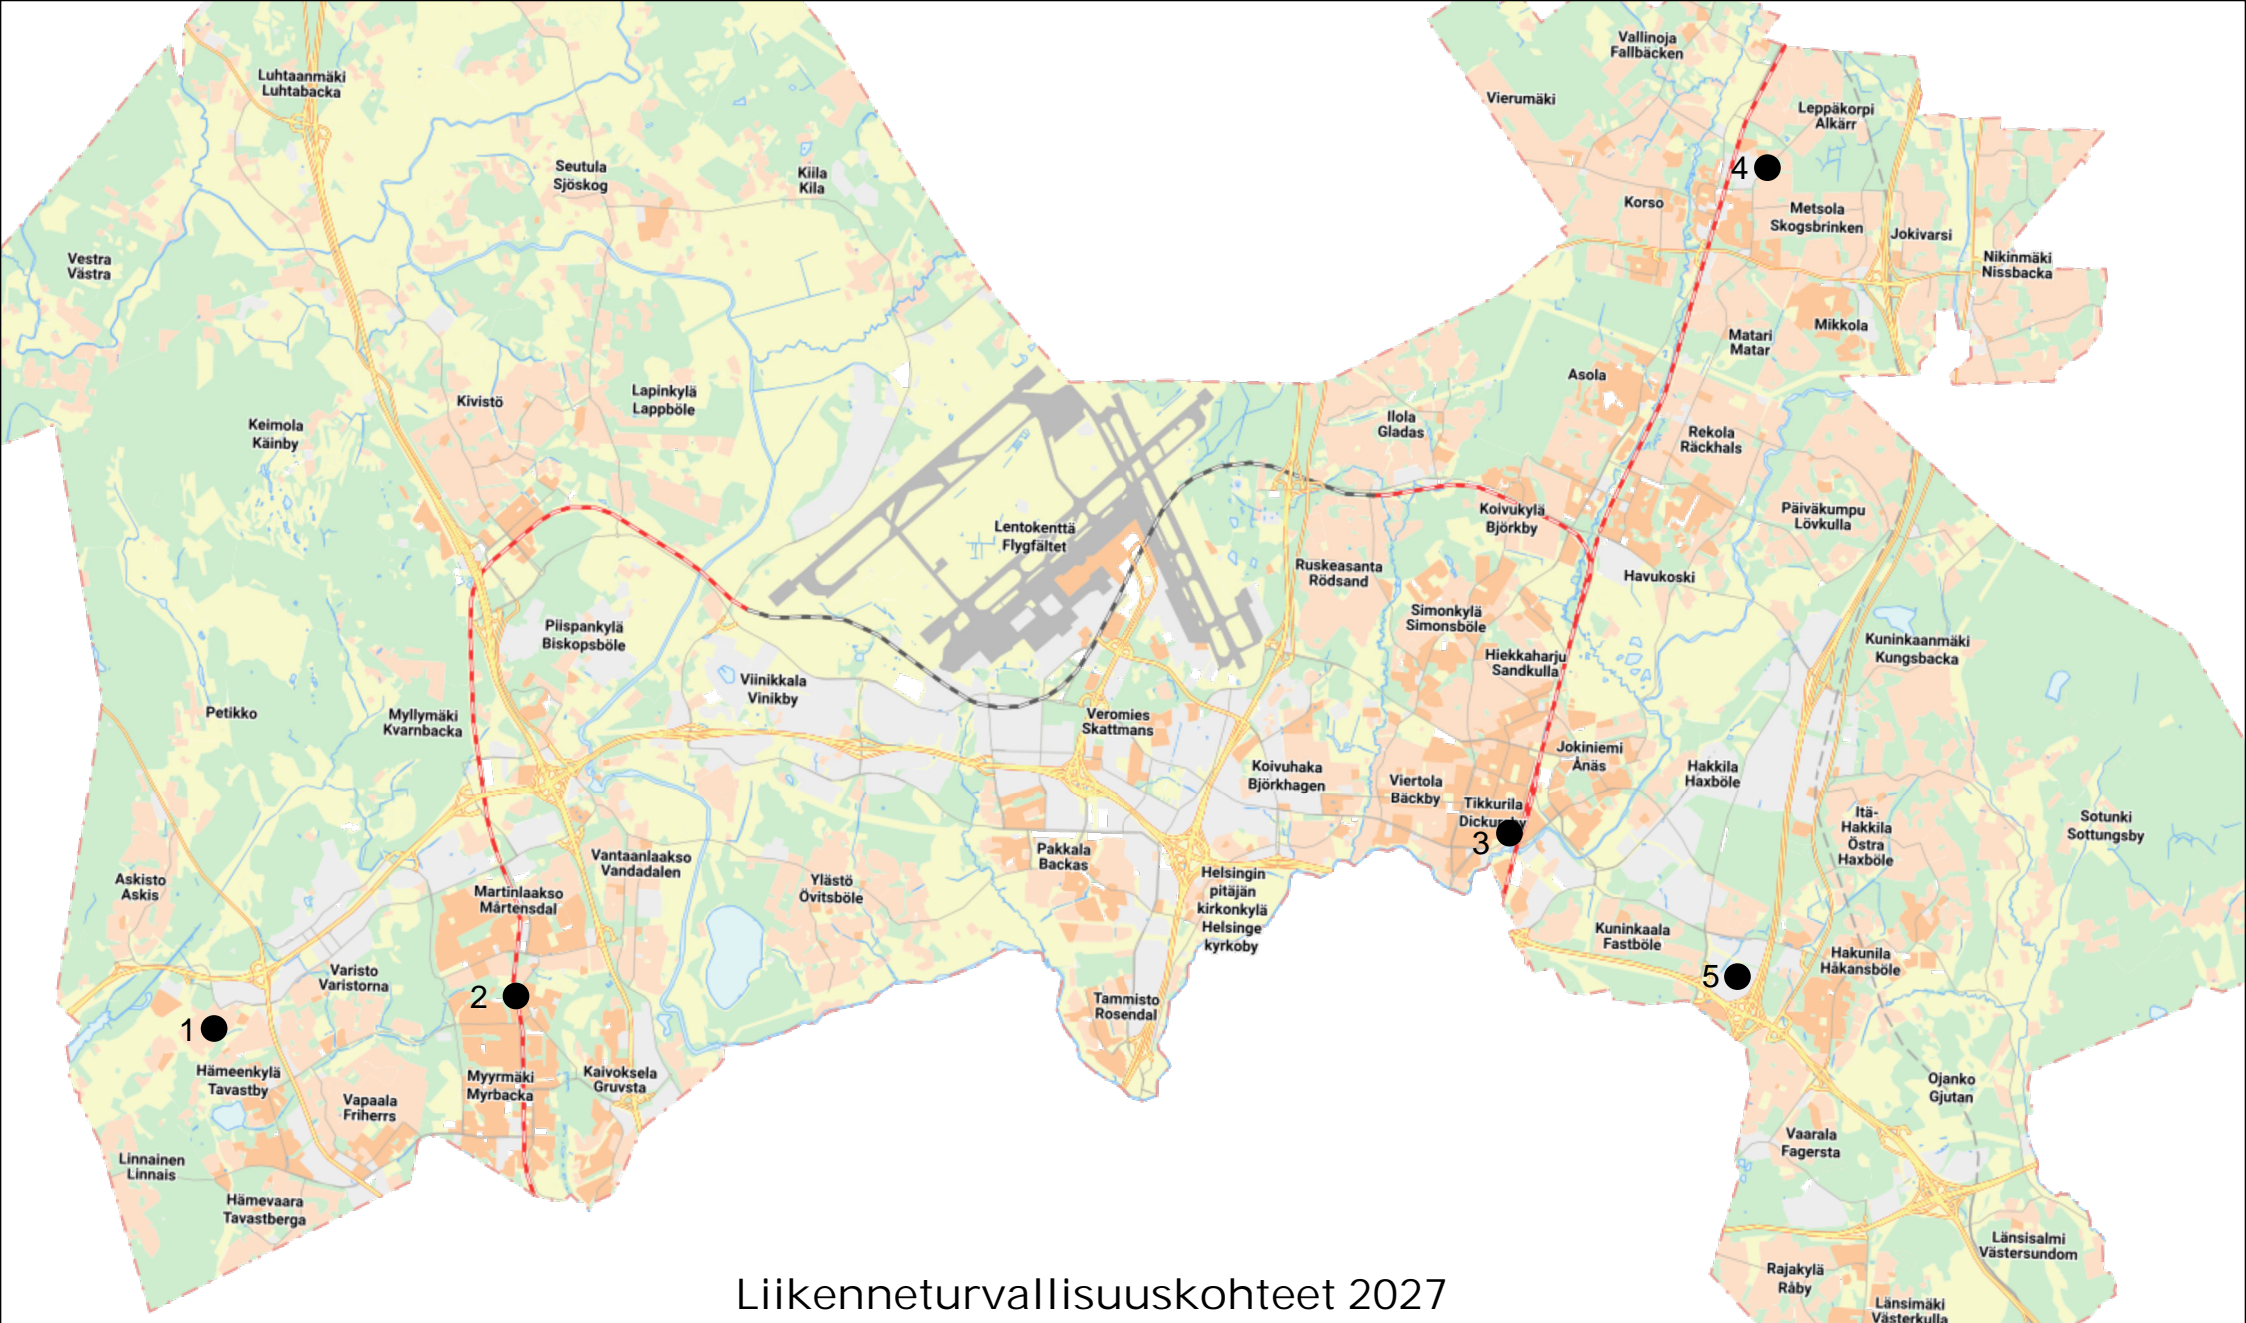 Vallinoja
Fallbäcken
Luhtaanmäki
Luhtabacka
Vierumäki
Leppäkorpi
Alkärr
4
Seutula
Sjöskog
Kiila
Kila
Korso
Metsola
Skogsbrinken
Jokivarsi
Vestra
Västra
Nikinmäki
Nissbacka
Mikkola
Matari
Matar
Asola
Kivistö
Lapinkylä
Lappböle
Keimola
Käinby
Ilola
Gladas
Rekola
Räckhals
Lentokenttä
Flygfältet
Koivukylä
Björkby
Päiväkumpu
Lövkulla
Ruskeasanta
Rödsand
Havukoski
Simonkylä
Simonsböle
Piispankylä
Biskopsböle
Kuninkaanmäki
Kungsbacka
Hiekkaharju
Sandkulla
Viinikkala
Vinikby
Petikko
Myllymäki
Kvarnbacka
Veromies
Skattmans
Jokiniemi
Ånäs
Koivuhaka
Björkhagen
Viertola
Bäckby
Hakkila
Haxböle
Tikkurila
Dickursby
3
Itä-
Hakkila
Östra
Haxböle
Sotunki
Sottungsby
Vantaanlaakso
Vandadalen
Pakkala
Backas
Askisto
Askis
Martinlaakso
Mårtensdal
Ylästö
Övitsböle
Helsingin
pitäjän
kirkonkylä
Helsinge
kyrkoby
Kuninkaala
Fastböle
Hakunila
Håkansböle
5
Varisto
Varistorna
2
Tammisto
Rosendal
1
Hämeenkylä
Tavastby
Vapaala
Friherrs
Myyrmäki
Myrbacka
Kaivoksela
Gruvsta
Ojanko
Gjutan
Vaarala
Fagersta
Linnainen
Linnais
Hämevaara
Tavastberga
Länsisalmi
Västersundom
Rajakylä
Råby
Länsimäki
Västerkulla
Liikenneturvallisuuskohteet 2027